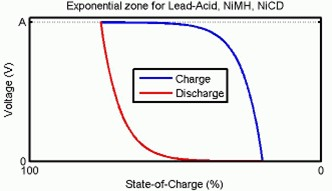 Exponential zone for Lead-Acid, NiMH, NiCD
A
Voltage (V)
Charge
Discharge
0
100
0
State-of-Charge (%)